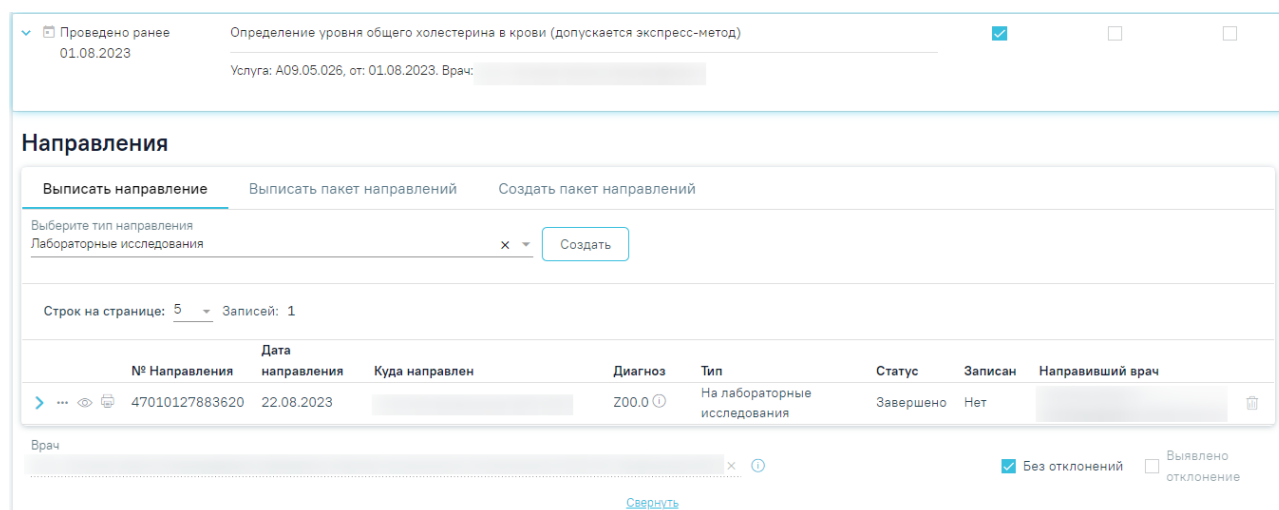 Проведено ранее
01.08.2023
Определение уровня общего холестерина в крови (допускается экспресс-метод)
Услуга: A09.05.026, от: 01.08.2023. Врач:
Направления
Выписать направление Выписать пакет направлений Создать пакет направлений
Выберите тип направления
Лабораторные исследования
Создать
Строк на странице: 5 Записей: 1
№ Направления Дата направления Куда направлен Диагноз Тип Статус Записан Направивший врач
47010127883620 22.08.2023 Z00.0 На лабораторные исследования Завершено Нет
Врач
Без отклонений
Выявлено
отклонение
Свернуть